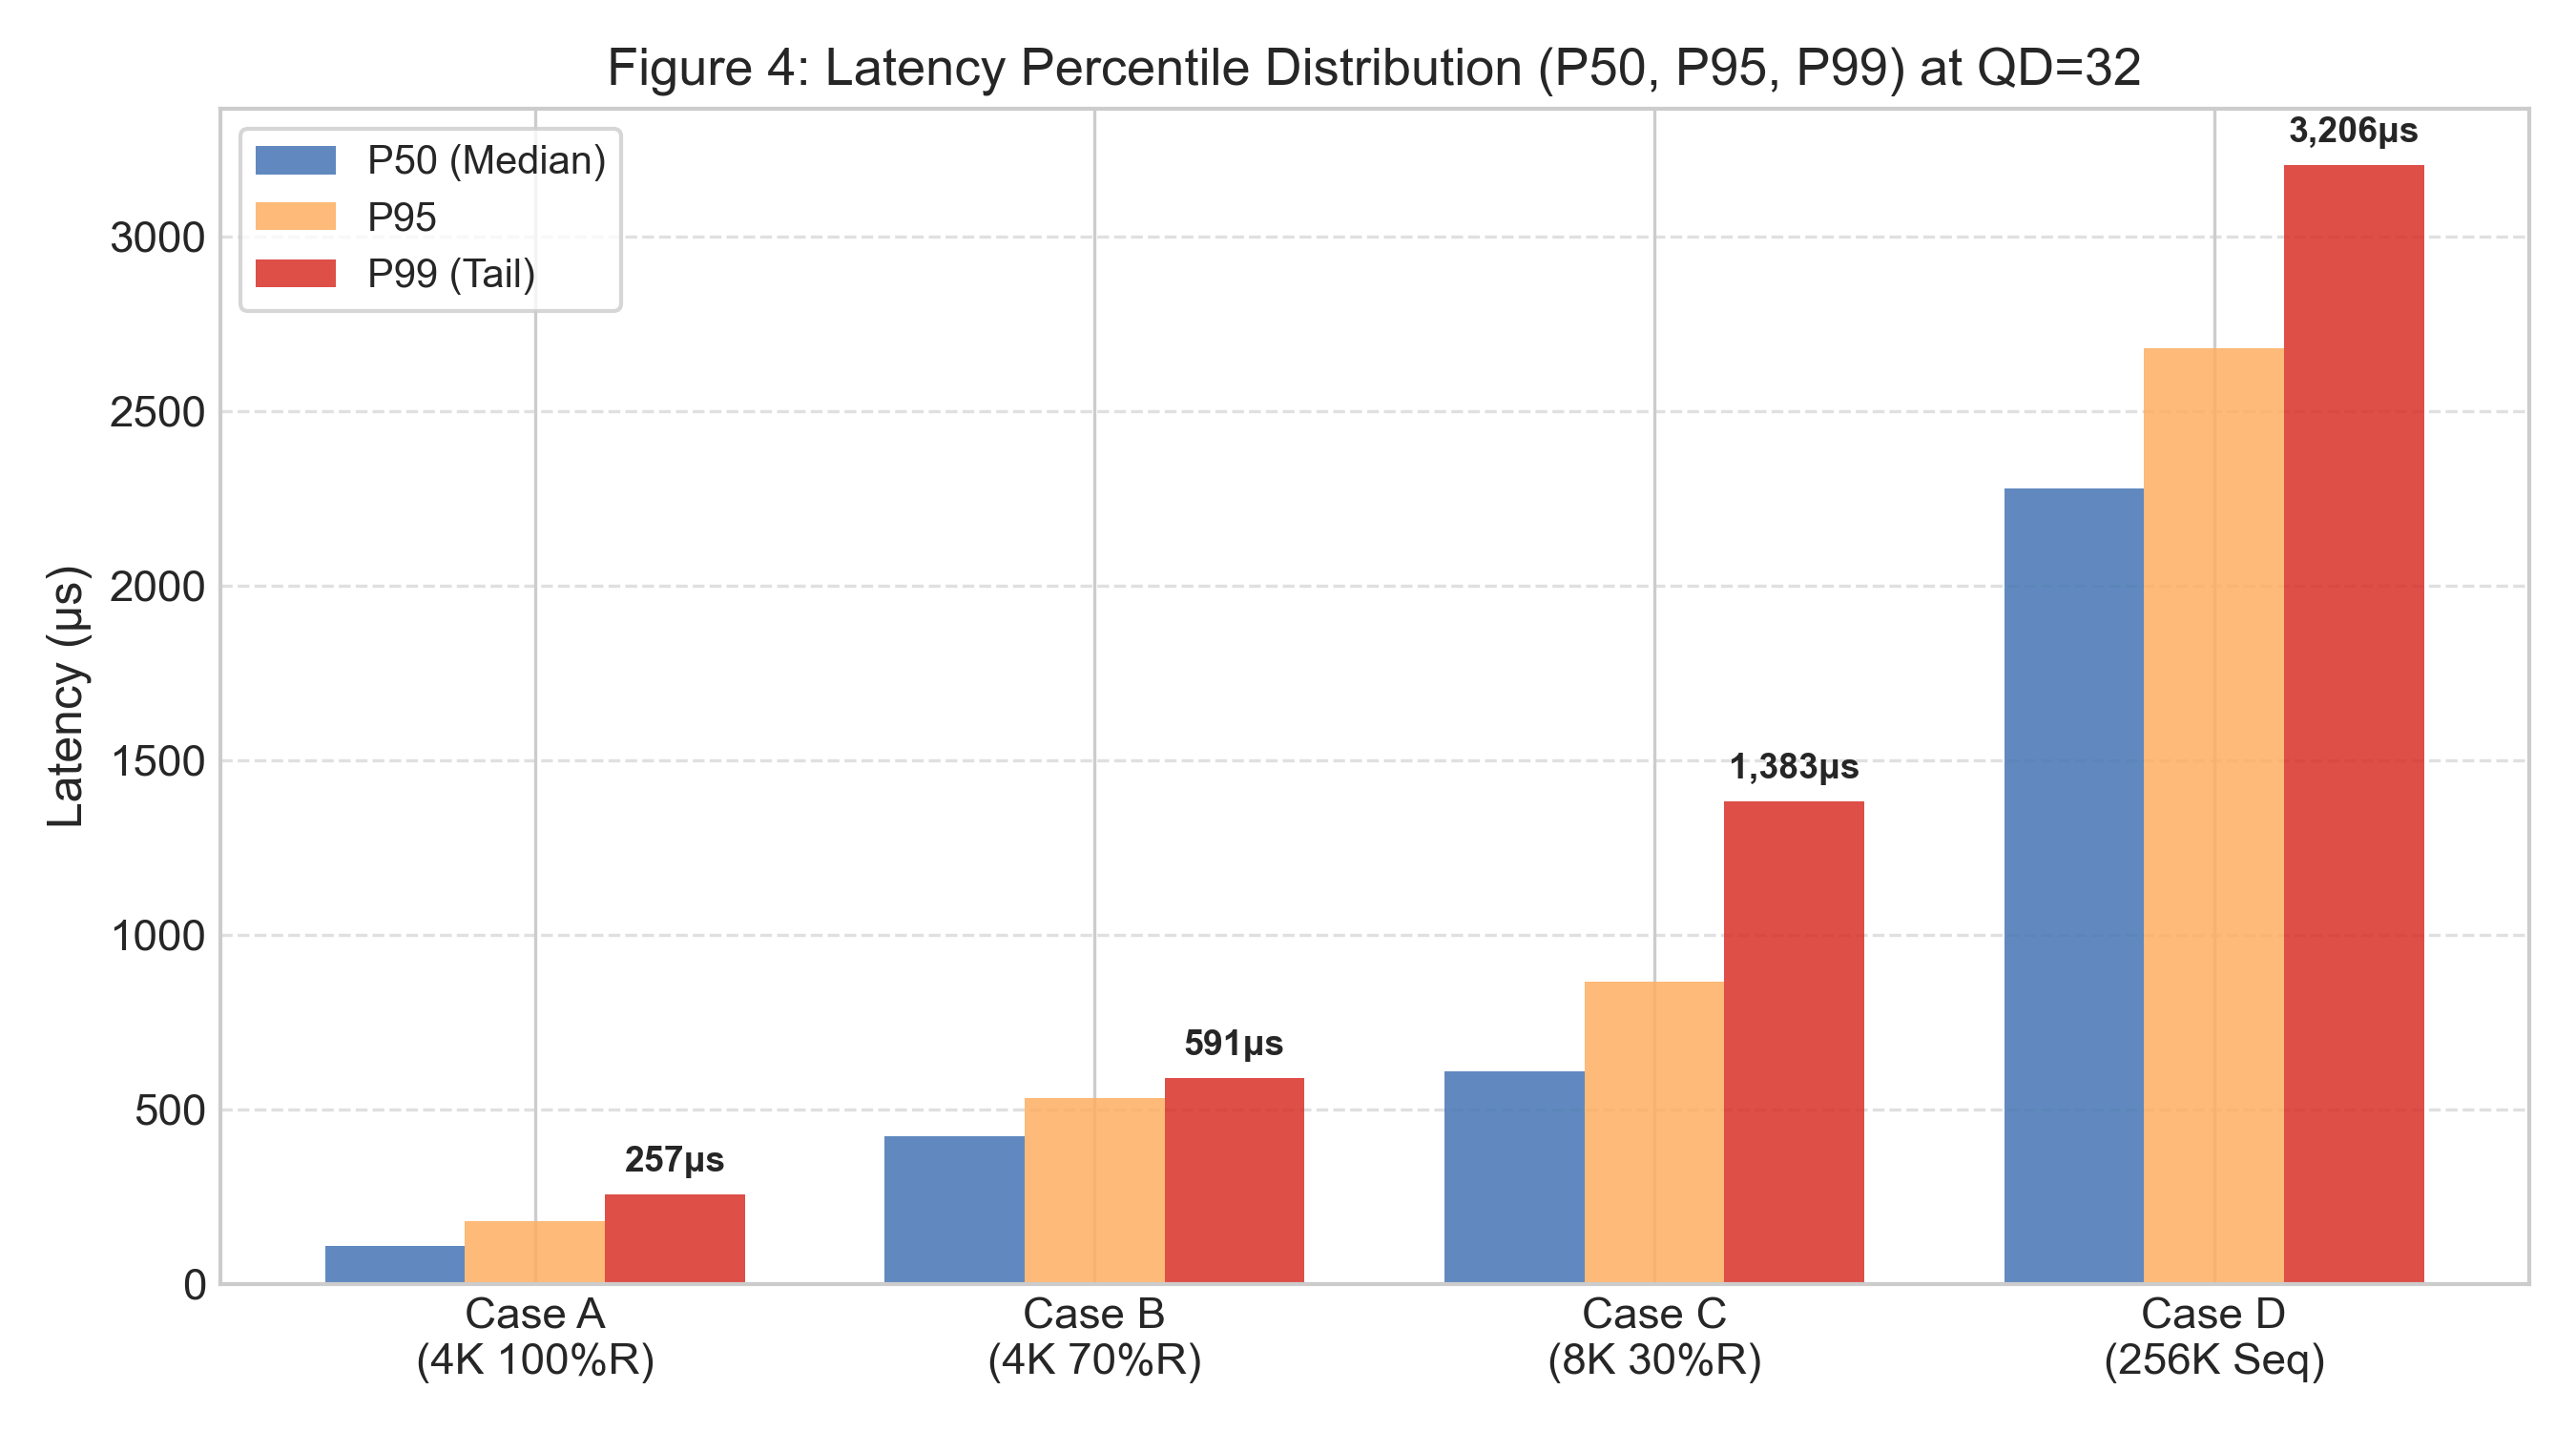 Figure 4: Latency Percentile Distribution (P50, P95, P99) at QD=32
P50 (Median)
P95
P99 (Tail)
Latency (µs)
3000
2500
2000
1500
1000
500
0
257µs
591µs
1,383µs
3,206µs
Case A
(4K 100%R)
Case B
(4K 70%R)
Case C
(8K 30%R)
Case D
(256K Seq)